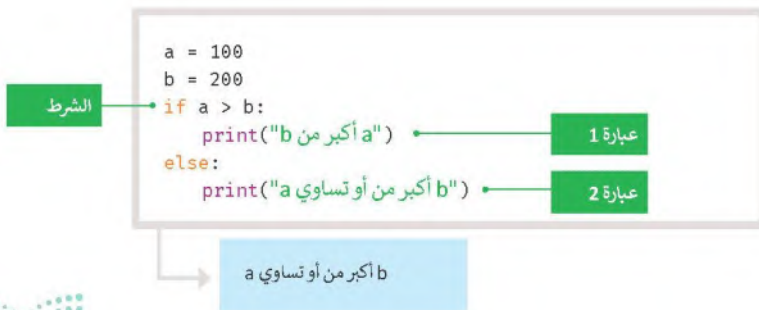 a = 100
b = 200
الشرط
if a > b:
print("a أكبر من b")
عبارة 1
else:
print("b أكبر من أو تساوي a")
عبارة 2
b أكبر من أو تساوي a